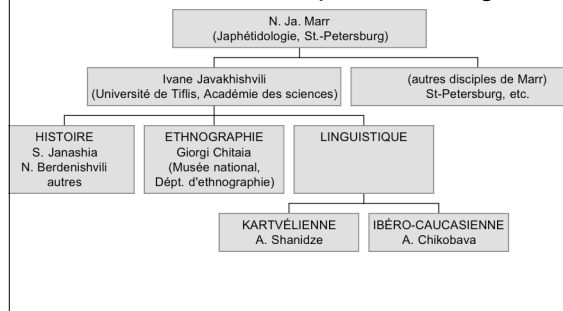 N. Ja. Marr
(Japhétidologie, St.-Petersburg)
Ivane Javakhishvili
(Université de Tiflis, Académie des sciences)
(autres disciples de Marr)
St-Petersburg, etc.
HISTOIRE
S. Janashia
N. Berdenishvili
autres
ETHNOGRAPHIE
Giorgi Chitaia
(Musée national,
Dépt. d'ethnographie)
LINGUISTIQUE
KARTVÉLIENNE
A. Shanidze
IBÉRO-CAUCASIENNE
A. Chikobava